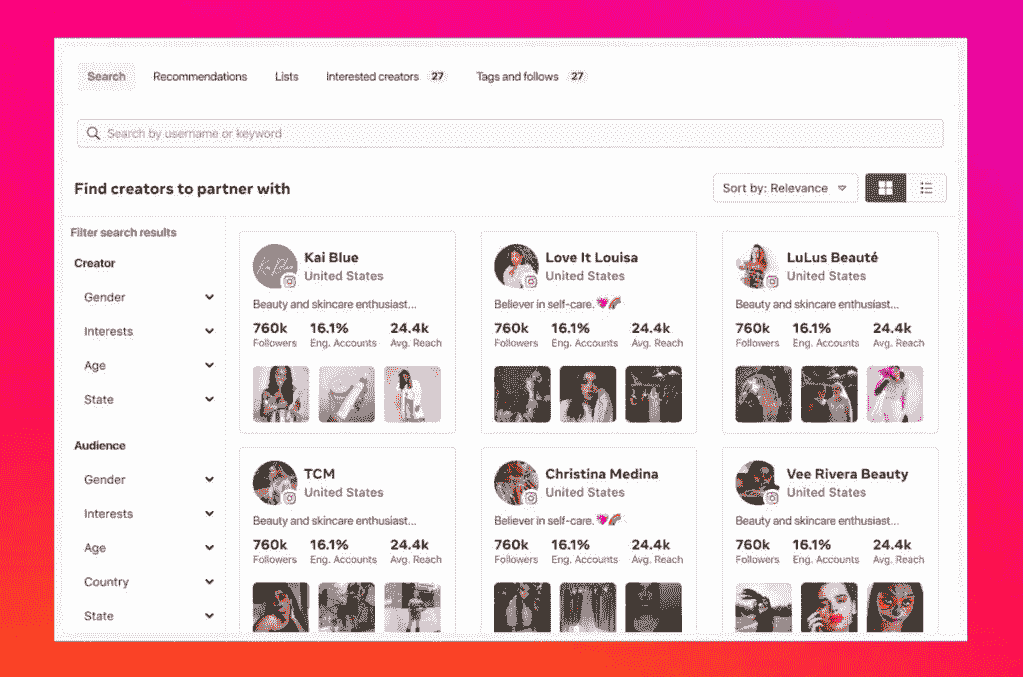 Search Recommendations Lists Interested creators 27 Tags and follows 27
Search by username or keyword
Find creators to partner with
Sort by: Relevance
Filter search results
Creator
Gender
Interests
Age
State
Audience
Gender
Interests
Age
Country
State
Kai Blue
United States
Beauty and skincare enthusiast...
760k 16.1% 24.4k
Followers Eng. Accounts Avg. Reach
Love It Louisa
United States
Believer in self-care. 💖🌈
760k 16.1% 24.4k
Followers Eng. Accounts Avg. Reach
LuLus Beauté
United States
Beauty and skincare enthusiast...
760k 16.1% 24.4k
Followers Eng. Accounts Avg. Reach
TCM
United States
Beauty and skincare enthusiast...
760k 16.1% 24.4k
Followers Eng. Accounts Avg. Reach
Christina Medina
United States
Believer in self-care. 💖🌈
760k 16.1% 24.4k
Followers Eng. Accounts Avg. Reach
Vee Rivera Beauty
United States
Beauty and skincare enthusiast...
760k 16.1% 24.4k
Followers Eng. Accounts Avg. Reach